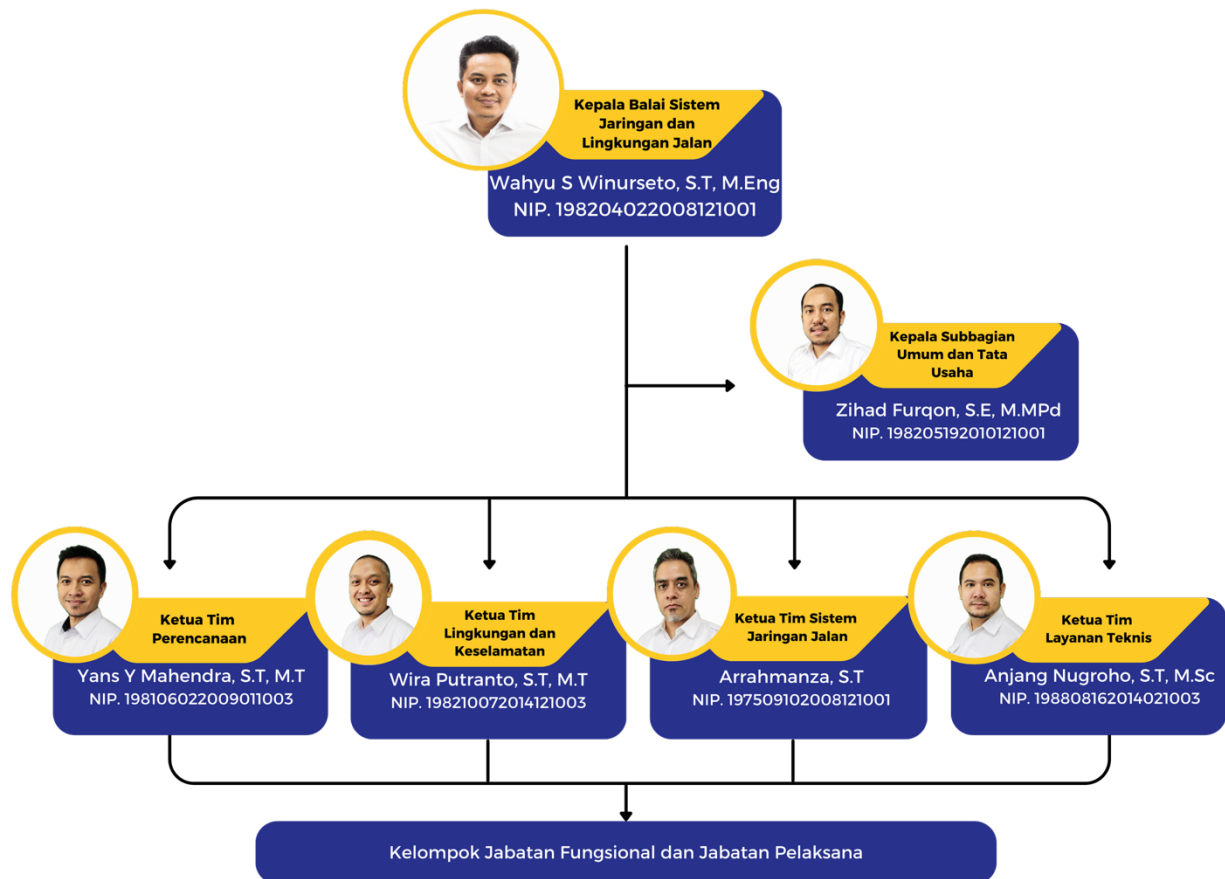 Kepala Balai Sistem
Jaringan dan
Lingkungan Jalan
Wahyu S Winurseto, S.T, M.Eng
NIP. 198204022008121001
Kepala Subbagian
Umum dan Tata
Usaha
Zihad Furqon, S.E, M.MPd
NIP. 198205192010121001
Ketua Tim
Perencanaan
Yans Y Mahendra, S.T, M.T
NIP. 198106022009011003
Ketua Tim
Lingkungan dan
Keselamatan
Wira Putranto, S.T, M.T
NIP. 198210072014121003
Ketua Tim Sistem
Jaringan Jalan
Arrahmanza, S.T
NIP. 197509102008121001
Ketua Tim
Layanan Teknis
Anjang Nugroho, S.T, M.Sc
NIP. 198808162014021003
Kelompok Jabatan Fungsional dan Jabatan Pelaksana